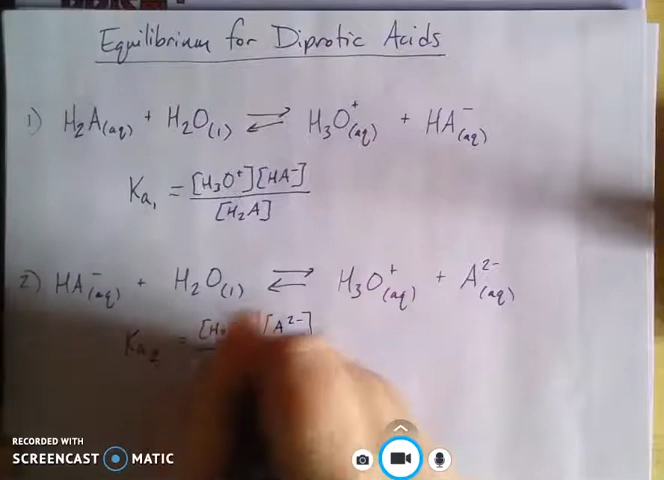 Equilibrium for Diprotic Acids
1) H₂A(aq) + H₂O(l) ⇌ H₃O⁺(aq) + HA⁻(aq)
Ka₁ = [H₃O⁺][HA⁻]
[H₂A]
2) HA⁻(aq) + H₂O(l) ⇌ H₃O⁺(aq) + A²⁻(aq)
Ka₂ = [A²⁻]
RECORDED WITH
SCREENCAST MATIC